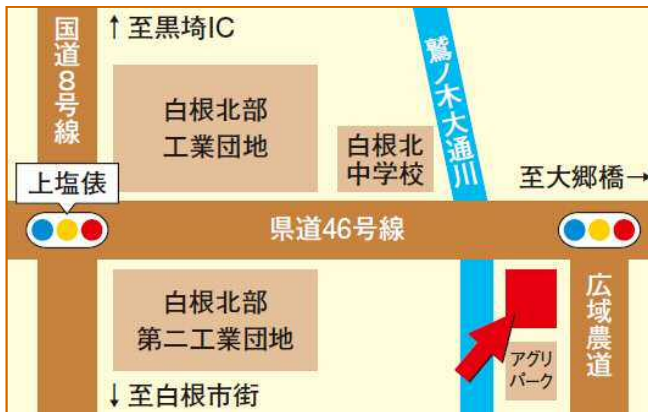 国道8号線
↑至黒埼IC
白根北部
工業団地
白根北
中学校
鷲ノ木大通川
至大郷橋→
上塩俵
県道46号線
白根北部
第二工業団地
アグリ
パーク
広域農道
↓至白根市街